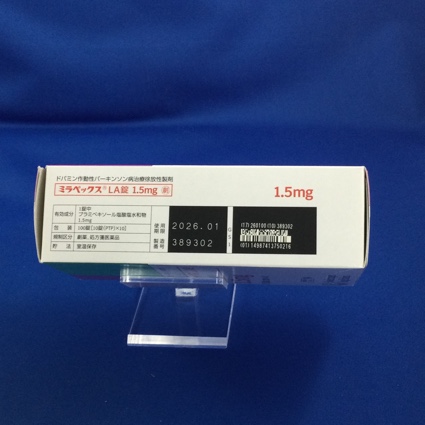 ドパミン作動性パーキンソン病治療徐放性製剤
ミラペックス®LA錠 1.5mg 劇
1.5mg
有効成分
1錠中
プラミペキソール塩酸塩水和物
1.5mg
包装 100錠[10錠(PTP)×10]
規制区分 劇薬、処方箋医薬品
貯法 室温保存
使用期限 2026.01
製造番号 389302
(17)260100(10)389302
(01)14987413750216